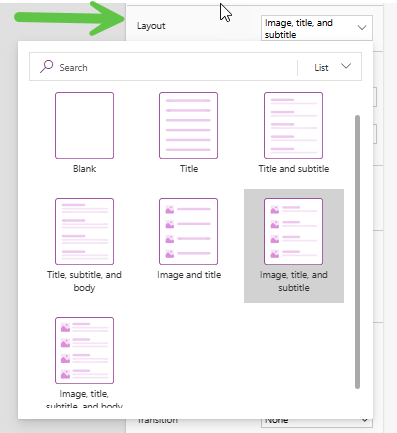 Layout
Image, title, and
subtitle
Search
List
Blank
Title
Title and subtitle
Title, subtitle, and
body
Image and title
Image, title, and
subtitle
Image, title,
subtitle, and body
Transition
None